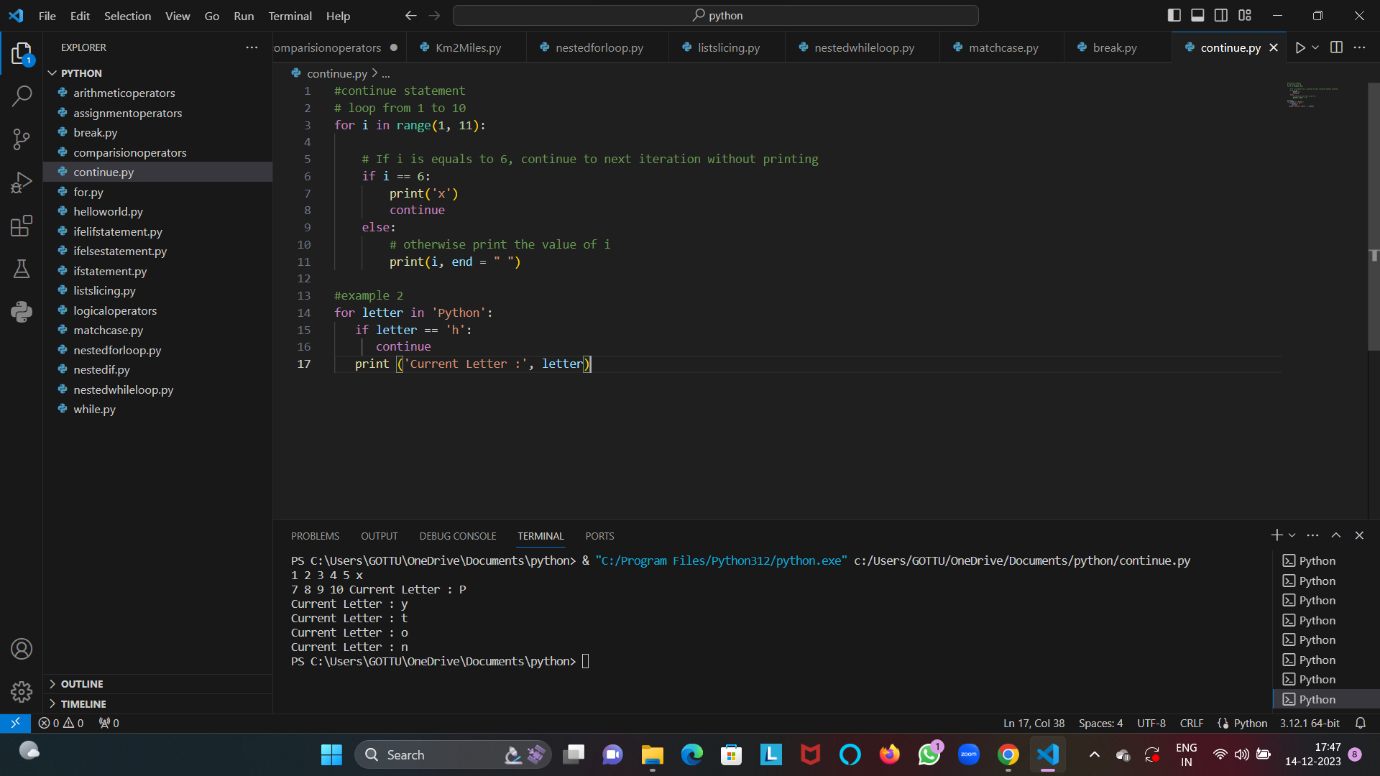 File Edit Selection View Go Run Terminal Help
python
EXPLORER
omparisionoperators Km2Miles.py nestedforloop.py listslicing.py nestedwhileloop.py matchcase.py break.py continue.py
1
PYTHON
arithmeticoperators
assignmentoperators
break.py
comparisionoperators
continue.py
for.py
helloworld.py
ifelifstatement.py
ifelsestatement.py
ifstatement.py
listslicing.py
logicaloperators
matchcase.py
nestedforloop.py
nestedif.py
nestedwhileloop.py
while.py
OUTLINE
TIMELINE
continue.py > ...
1 #continue statement
2 # loop from 1 to 10
3 for i in range(1, 11):
4
5 # If i is equals to 6, continue to next iteration without printing
6 if i == 6:
7 print('x')
8 continue
9 else:
10 # otherwise print the value of i
11 print(i, end = " ")
12
13 #example 2
14 for letter in 'Python':
15 if letter == 'h':
16 continue
17 print ('Current Letter :', letter)
PROBLEMS OUTPUT DEBUG CONSOLE TERMINAL PORTS
PS C:\Users\GOTTU\OneDrive\Documents\python> & "C:/Program Files/Python312/python.exe" c:/Users/GOTTU/OneDrive/Documents/python/continue.py
1 2 3 4 5 x
7 8 9 10 Current Letter : P
Current Letter : y
Current Letter : t
Current Letter : o
Current Letter : n
PS C:\Users\GOTTU\OneDrive\Documents\python>
Python
Python
Python
Python
Python
Python
Python
Python
0 0 0 Ln 17, Col 38 Spaces: 4 UTF-8 CRLF Python 3.12.1 64-bit
Search
L
1
zoom
ENG
IN
17:47
14-12-2023
8